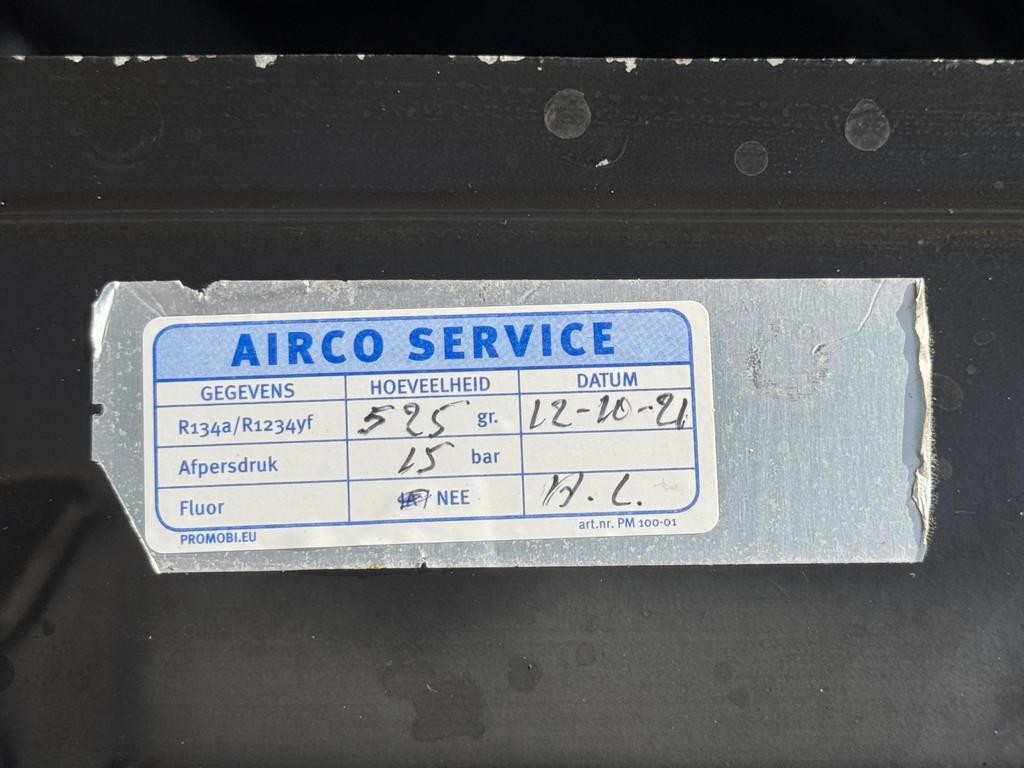 AIRCO SERVICE
GEGEVENS HOEVEELHEID DATUM
R134a/R1234yf 525 gr. 12-10-21
Afpersdruk 15 bar
Fluor NEE H.L.
PROMOBI.EU art.nr. PM 100-01